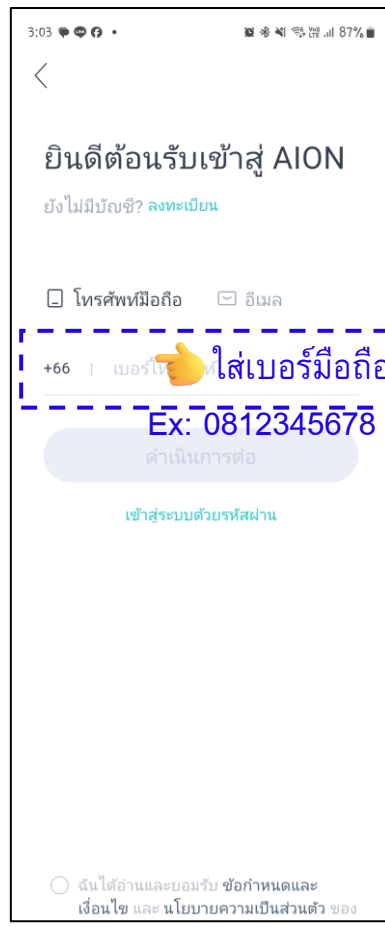 3:03
87%
ยินดีต้อนรับเข้าสู่ AION
ยังไม่มีบัญชี? ลงทะเบียน
โทรศัพท์มือถือ อีเมล
+66 ใส่เบอร์มือถือ
Ex: 0812345678
ดำเนินการต่อ
เข้าสู่ระบบด้วยรหัสผ่าน
ฉันได้อ่านและยอมรับ ข้อกำหนดและ
เงื่อนไข และ นโยบายความเป็นส่วนตัว ของ